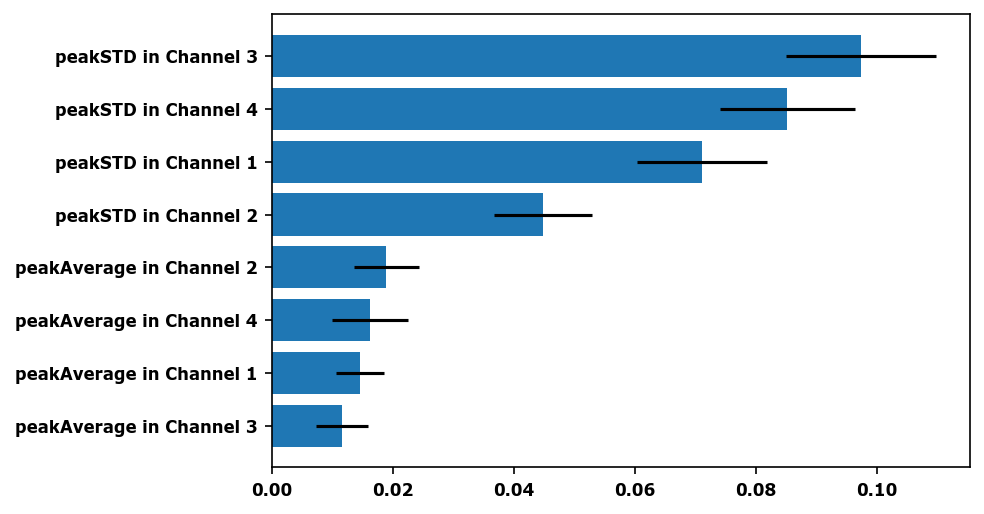 peakSTD in Channel 3
peakSTD in Channel 4
peakSTD in Channel 1
peakSTD in Channel 2
peakAverage in Channel 2
peakAverage in Channel 4
peakAverage in Channel 1
peakAverage in Channel 3
0.00 0.02 0.04 0.06 0.08 0.10